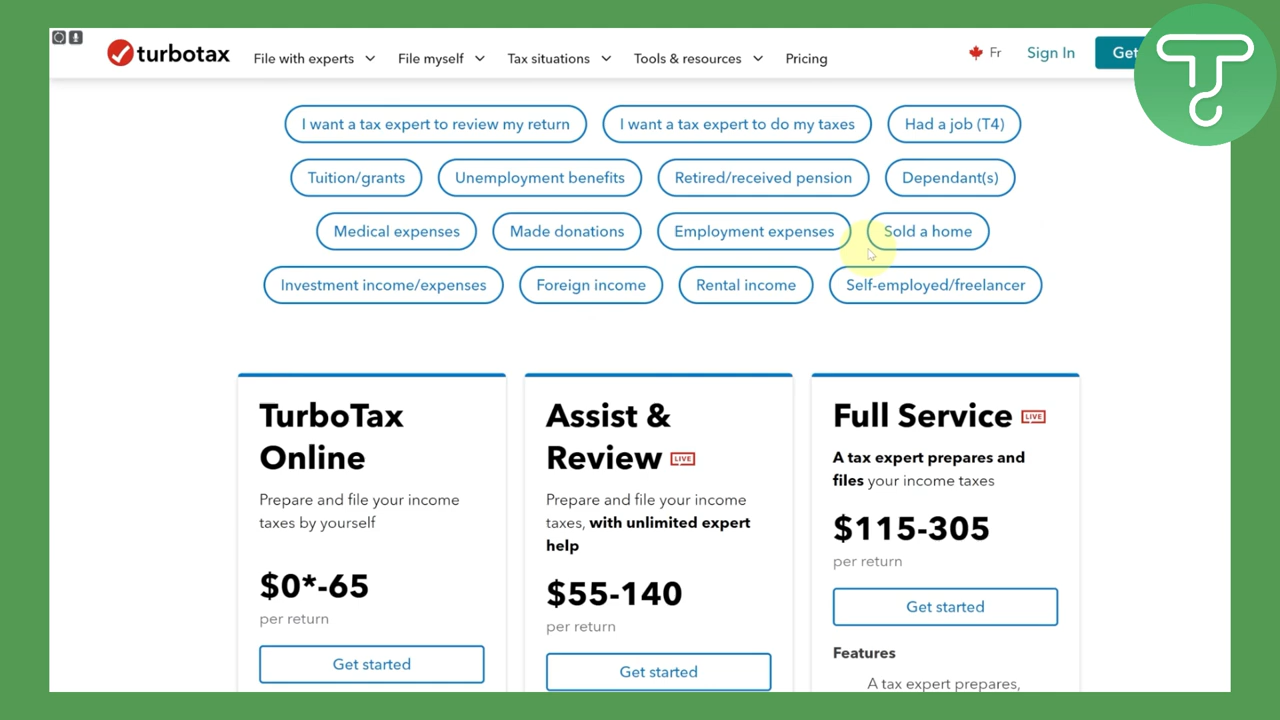 turbotax File with experts File myself Tax situations Tools & resources Pricing Fr Sign In Get
I want a tax expert to review my return I want a tax expert to do my taxes Had a job (T4)
Tuition/grants Unemployment benefits Retired/received pension Dependant(s)
Medical expenses Made donations Employment expenses Sold a home
Investment income/expenses Foreign income Rental income Self-employed/freelancer
TurboTax
Online
Prepare and file your income
taxes by yourself
$0*-65
per return
Get started
Assist &
Review LIVE
Prepare and file your income
taxes, with unlimited expert
help
$55-140
per return
Get started
Full Service LIVE
A tax expert prepares and
files your income taxes
$115-305
per return
Get started
Features
A tax expert prepares,